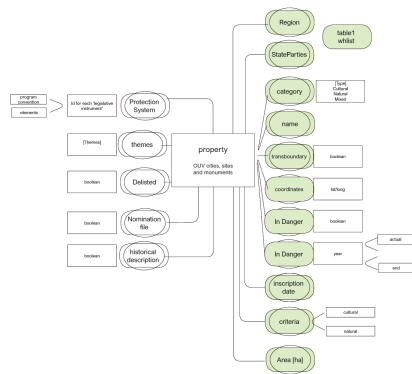 Region
table1
whlist
StateParties
program
convention
elements
Id for each 'legislative
instrument'
Protection
System
category
[Type]
Cultural
Natural
Mixed
name
[Themes]
themes
property
OUV cities, sites
and monuments
transboundary
boolean
boolean
Delisted
coordinates
lat/long
boolean
Nomination
file
In Danger
boolean
boolean
historical
description
In Danger
year
actual
end
inscription
date
criteria
cultural
natural
Area [ha]